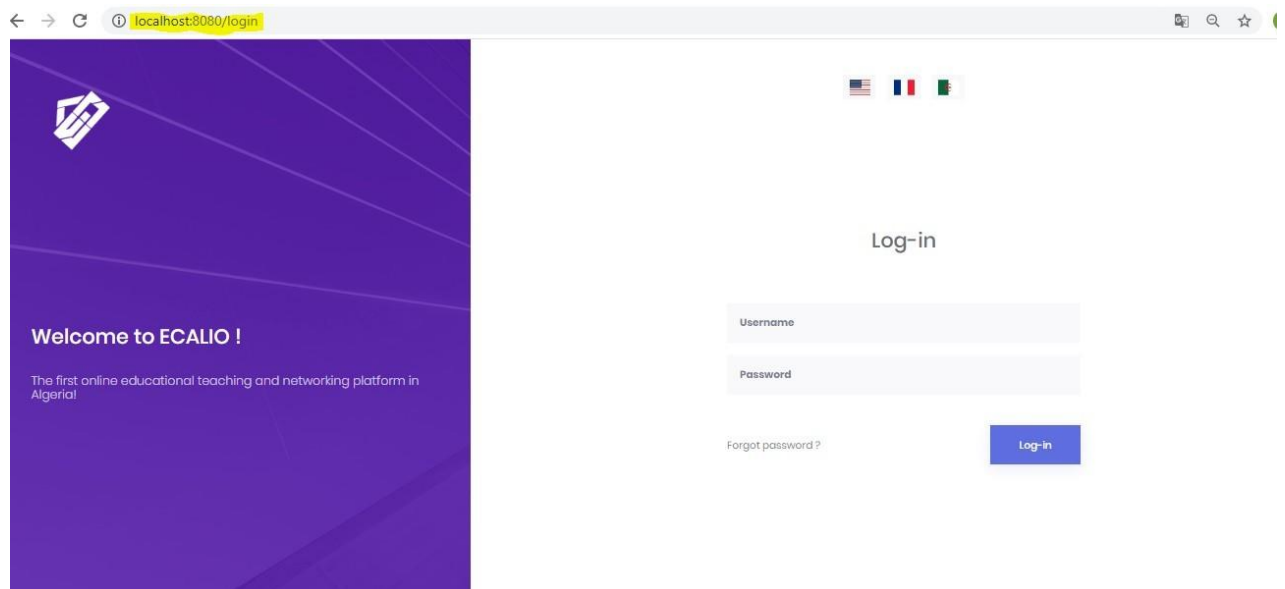 localhost:8080/login
Welcome to ECALIO !
The first online educational teaching and networking platform in
Algeria!
Log-in
Username
Password
Forgot password ?
Log-in